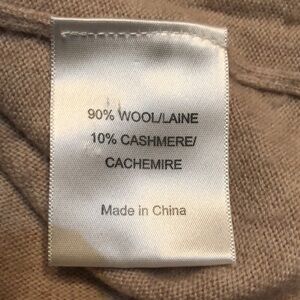 90% WOOL/LAINE
10% CASHMERE/
CACHEMIRE
Made in China